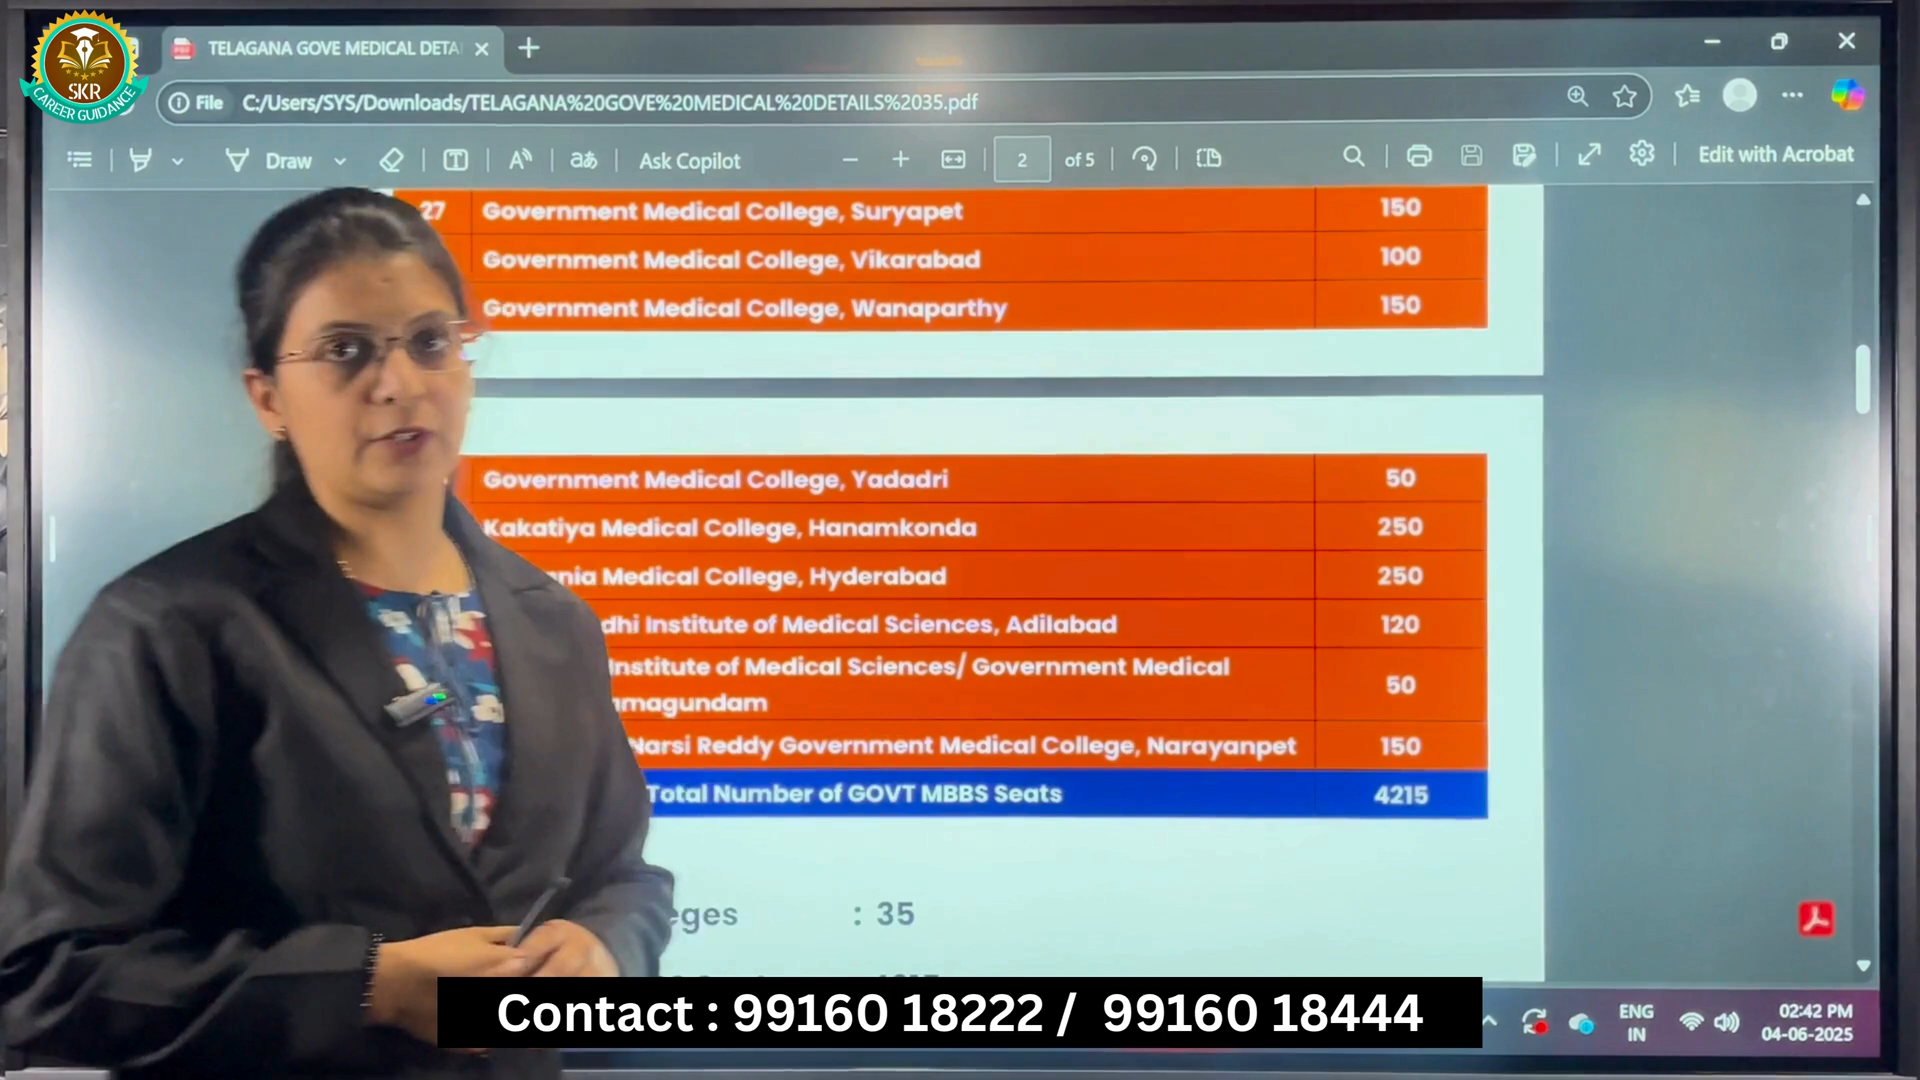 SKR
CAREER GUIDANCE
TELAGANA GOVE MEDICAL DETAI
File C:/Users/SYS/Downloads/TELAGANA%20GOVE%20MEDICAL%20DETAILS%2035.pdf
Draw
Ask Copilot
2 of 5
Edit with Acrobat
27 Government Medical College, Suryapet 150
Government Medical College, Vikarabad 100
Government Medical College, Wanaparthy 150
Government Medical College, Yadadri 50
Kakatiya Medical College, Hanamkonda 250
Medical College, Hyderabad 250
Institute of Medical Sciences, Adilabad 120
Institute of Medical Sciences/ Government Medical
50
Narsi Reddy Government Medical College, Narayanpet 150
Total Number of GOVT MBBS Seats 4215
: 35
Contact : 99160 18222 / 99160 18444
ENG
IN
02:42 PM
04-06-2025